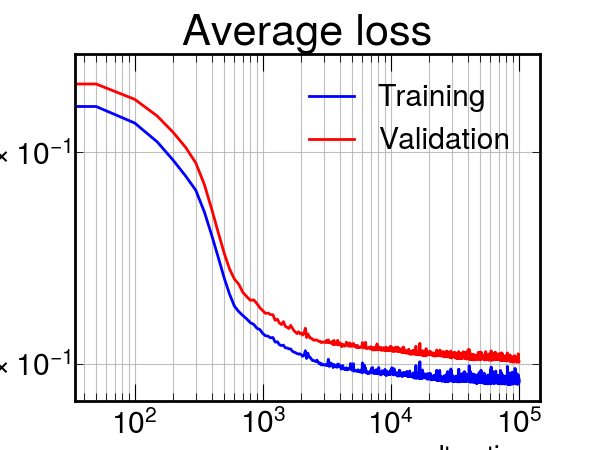 Average loss
Training
Validation
× 10⁻¹
× 10⁻¹
10² 10³ 10⁴ 10⁵